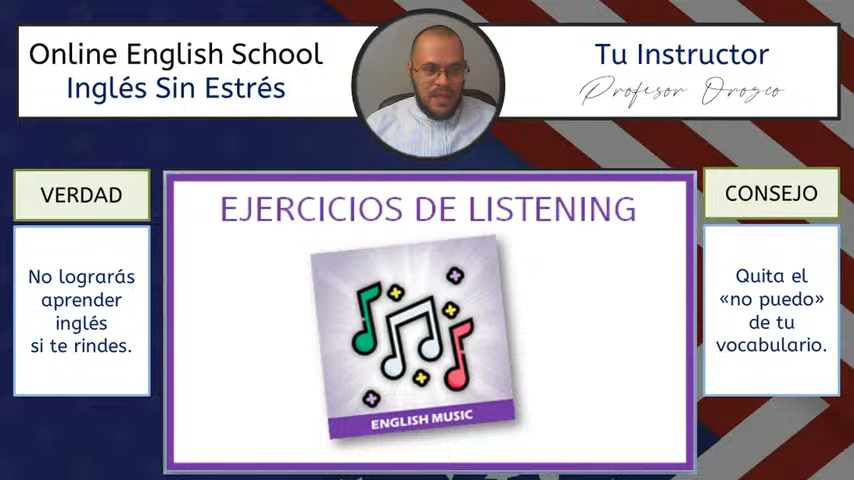 Online English School
Inglés Sin Estrés
Tu Instructor
Profesor Orozco
VERDAD
No lograrás
aprender
inglés
si te rindes.
EJERCICIOS DE LISTENING
ENGLISH MUSIC
CONSEJO
Quita el
«no puedo»
de tu
vocabulario.